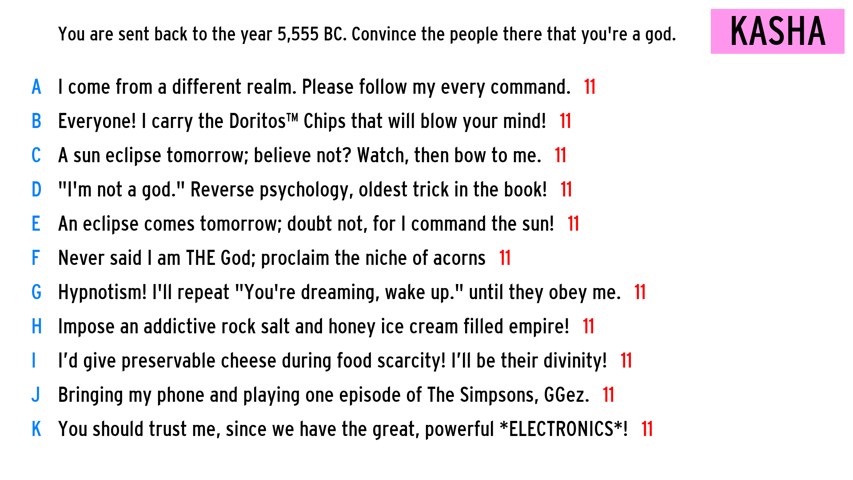 You are sent back to the year 5,555 BC. Convince the people there that you're a god.
KASHA
A I come from a different realm. Please follow my every command. 11
B Everyone! I carry the Doritos™ Chips that will blow your mind! 11
C A sun eclipse tomorrow; believe not? Watch, then bow to me. 11
D "I'm not a god." Reverse psychology, oldest trick in the book! 11
E An eclipse comes tomorrow; doubt not, for I command the sun! 11
F Never said I am THE God; proclaim the niche of acorns 11
G Hypnotism! I'll repeat "You're dreaming, wake up." until they obey me. 11
H Impose an addictive rock salt and honey ice cream filled empire! 11
I I’d give preservable cheese during food scarcity! I’ll be their divinity! 11
J Bringing my phone and playing one episode of The Simpsons, GGez. 11
K You should trust me, since we have the great, powerful *ELECTRONICS*! 11